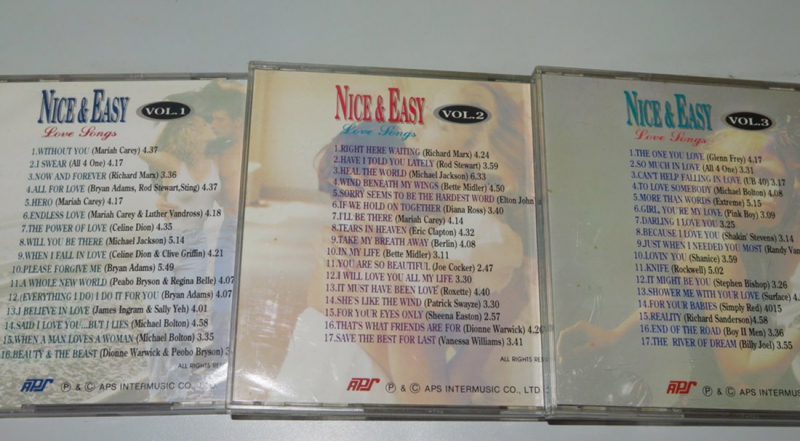 NICE & EASY VOL.1
Love Songs
1.WITHOUT YOU (Mariah Carey) 4.37
2.I SWEAR (All 4 One) 4.17
3.NOW AND FOREVER (Richard Marx) 3.36
4.ALL FOR LOVE (Bryan Adams, Rod Stewart,Sting) 4.37
5.HERO (Mariah Carey) 4.17
6.ENDLESS LOVE (Mariah Carey & Luther Vandross) 4.18
7.THE POWER OF LOVE (Celine Dion) 4.35
8.WILL YOU BE THERE (Michael Jackson) 5.14
9.WHEN I FALL IN LOVE (Celine Dion & Clive Griffin) 4.21
10.PLEASE FORGIVE ME (Bryan Adams) 5.49
11.A WHOLE NEW WORLD (Peabo Bryson & Regina Belle) 4.07
12.(EVERYTHING I DO) I DO IT FOR YOU (Bryan Adams) 4.07
13.I BELIEVE IN LOVE (James Ingram & Sally Yeh) 4.01
14.SAID I LOVE YOU...BUT I LIES (Michael Bolton) 4.58
15.WHEN A MAX LOVES A WOMAN (Michael Bolton) 3.35
16.BEAUTY & THE BEAST (Dionne Warwick & Peebo Bryson) 3
ALL RIGHTS RE
APS Ⓟ & Ⓒ APS INTERMUSIC CO.,
NICE & EASY VOL.2
Love Songs
1.RIGHT HERE WAITING (Richard Marx) 4.24
2.HAVE I TOLD YOU LATELY (Rod Stewart) 3.59
3.HEAL THE WORLD (Michael Jackson) 6.33
4.WIND BENEATH MY WINGS (Bette Midler) 4.50
5.SORRY SEEMS TO BE THE HARDEST WORD (Elton John
6.IF WE HOLD ON TOGETHER (Diana Ross) 3.40
7.I'LL BE THERE (Mariah Carey) 4.14
8.TEARS IN HEAVEN (Eric Clapton) 4.32
9.TAKE MY BREATH AWAY (Berlin) 4.08
10.IN MY LIFE (Bette Midler) 3.11
11.YOU ARE SO BEAUTIFUL (Joe Cocker) 2.47
12.I WILL LOVE YOU ALL MY LIFE 3.30
13.IT MUST HAVE BEEN LOVE (Roxette) 4.40
14.SHE'S LIKE THE WIND (Patrick Swayze) 3.30
15.FOR YOUR EYES ONLY (Sheena Easton) 2.57
16.THAT'S WHAT FRIENDS ARE FOR (Dionne Warwick) 4.26
17.SAVE THE BEST FOR LAST (Vanessa Williams) 3.41
ALL RIGHTS RESE
APS Ⓟ & Ⓒ APS INTERMUSIC CO., LTD
NICE & EASY VOL.3
Love Songs
1.THE ONE YOU LOVE (Glenn Frey) 4.17
2.SO MUCH IN LOVE (All 4 One) 3.31
3.CAN'T HELP FALLING IN LOVE (UB 40) 3.17
4.TO LOVE SOMEBODY (Michael Bolton) 4.08
5.MORE THAN WORDS (Extreme) 5.15
6.GIRL, YOU'RE MY LOVE (Pink Boy) 3.09
7.DARLING I LOVE YOU 3.25
8.BECAUSE I LOVE YOU (Shakin' Stevens) 3.14
9.JUST WHEN I NEEDED YOU MOST (Randy Van
10.LOVIN' YOU (Shanice) 3.59
11.KNIFE (Rockwell) 5.02
12.IT MIGHT BE YOU (Stephen Bishop) 3.26
13.SHOWER ME WITH YOUR LOVE (Surface) 4.
14.FOR YOUR BABIES (Simply Red) 4015
15.REALITY (Richard Sanderson) 4.58
16.END OF THE ROAD (Boy II Men) 3.36
17.THE RIVER OF DREAM (Billy Joel) 3.55
ALL RIGHTS
APS Ⓟ & Ⓒ APS INTERMUSIC CO.